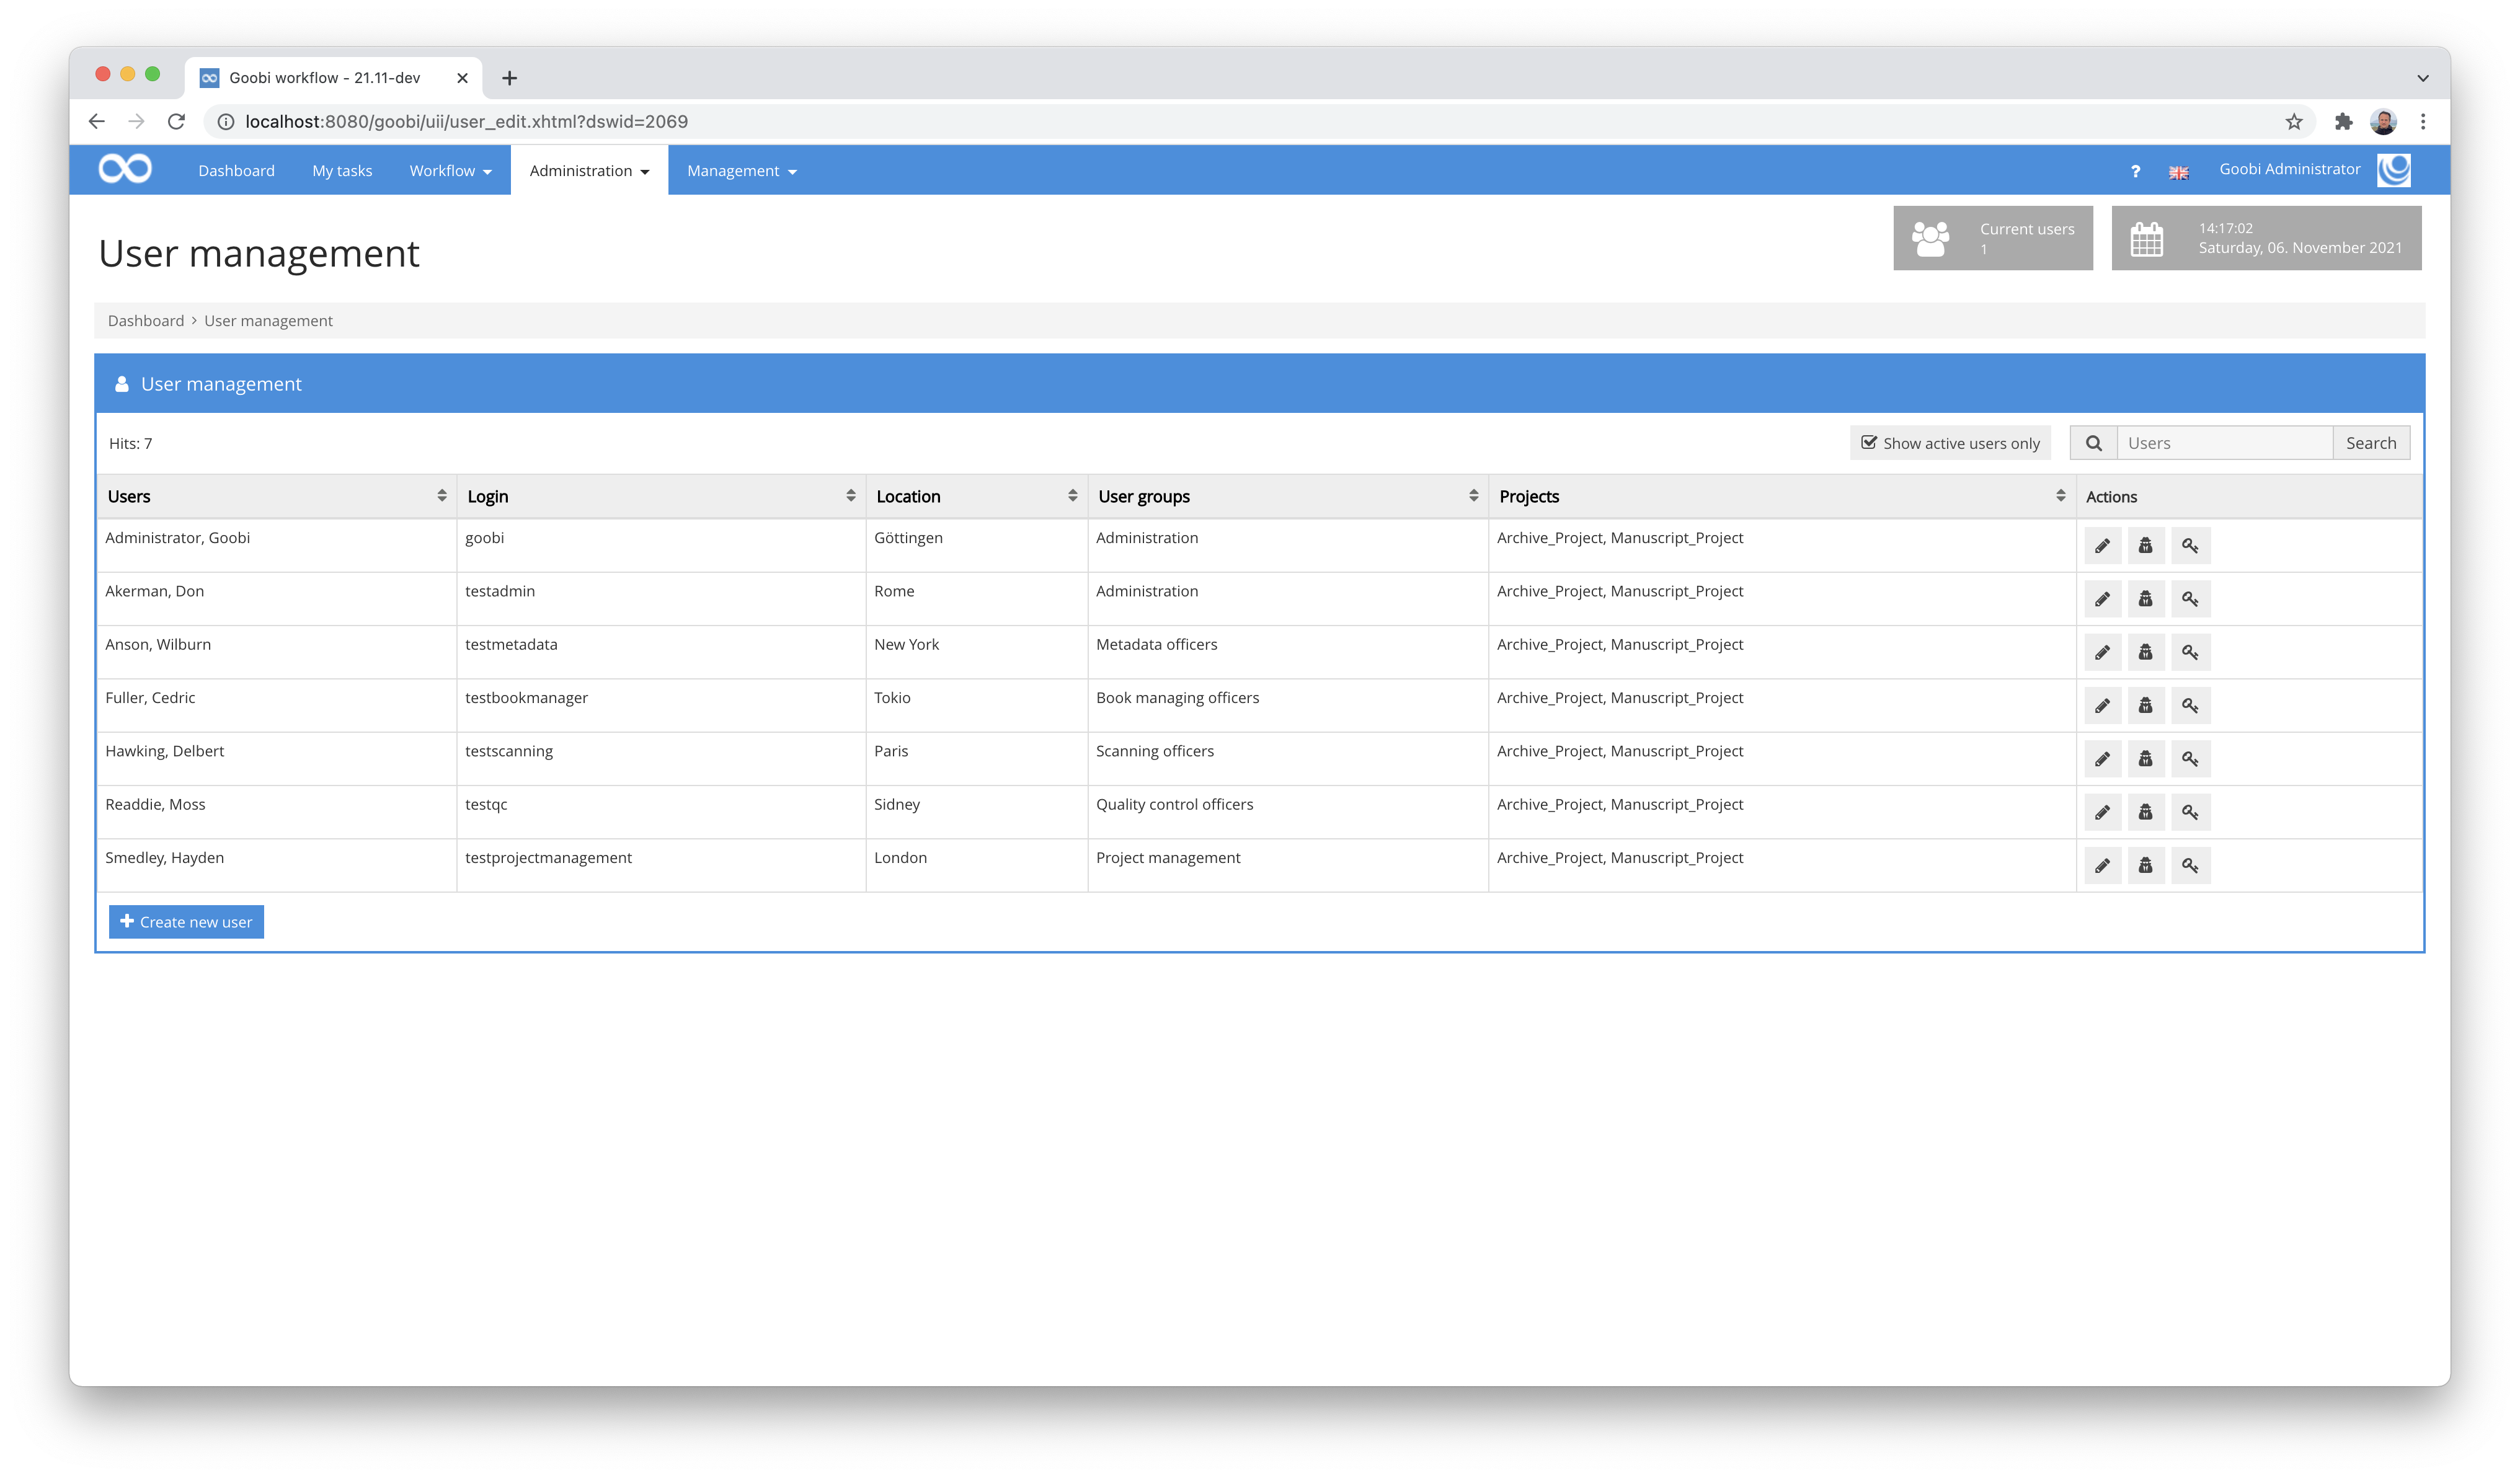 Goobi workflow - 21.11-dev
localhost:8080/goobi/uii/user_edit.xhtml?dswid=2069
Dashboard My tasks Workflow Administration Management ? Goobi Administrator
User management
Current users
1
14:17:02
Saturday, 06. November 2021
Dashboard > User management
User management
Hits: 7 Show active users only Users Search
Users Login Location User groups Projects Actions
Administrator, Goobi goobi Göttingen Administration Archive_Project, Manuscript_Project
Akerman, Don testadmin Rome Administration Archive_Project, Manuscript_Project
Anson, Wilburn testmetadata New York Metadata officers Archive_Project, Manuscript_Project
Fuller, Cedric testbookmanager Tokio Book managing officers Archive_Project, Manuscript_Project
Hawking, Delbert testscanning Paris Scanning officers Archive_Project, Manuscript_Project
Readdie, Moss testqc Sidney Quality control officers Archive_Project, Manuscript_Project
Smedley, Hayden testprojectmanagement London Project management Archive_Project, Manuscript_Project
Create new user